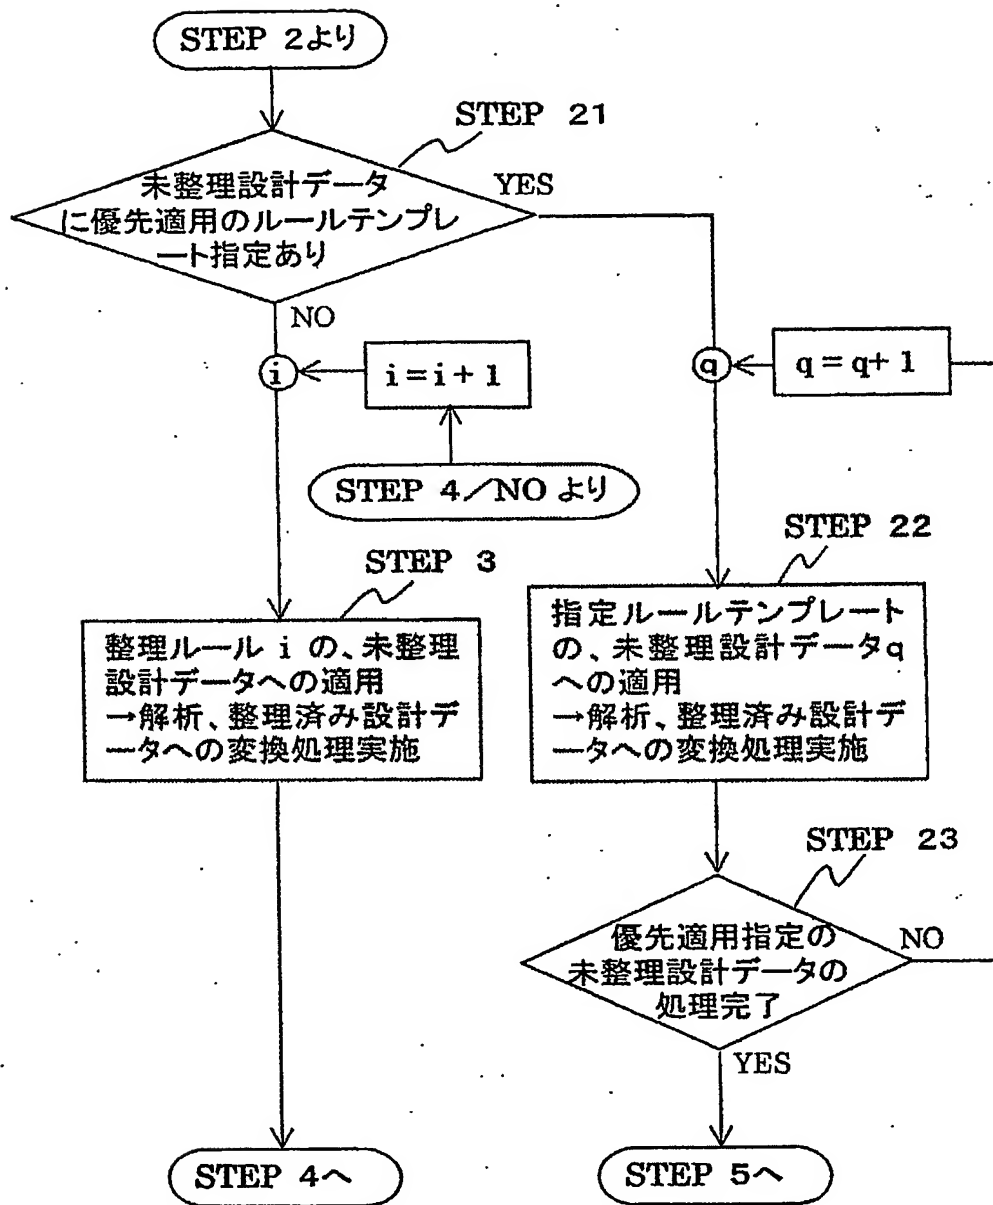 STEP 2より
STEP 21
未整理設計データ
に優先適用のルールテンプレ
ート指定あり
YES
NO
i
i=i+1
q
q=q+1
STEP 4/NO より
STEP 3
整理ルール i の、未整理
設計データへの適用
→解析、整理済み設計デ
ータへの変換処理実施
STEP 22
指定ルールテンプレート
の、未整理設計データq
への適用
→解析、整理済み設計デ
ータへの変換処理実施
STEP 23
優先適用指定の
未整理設計データの
処理完了
NO
YES
STEP 4へ
STEP 5へ